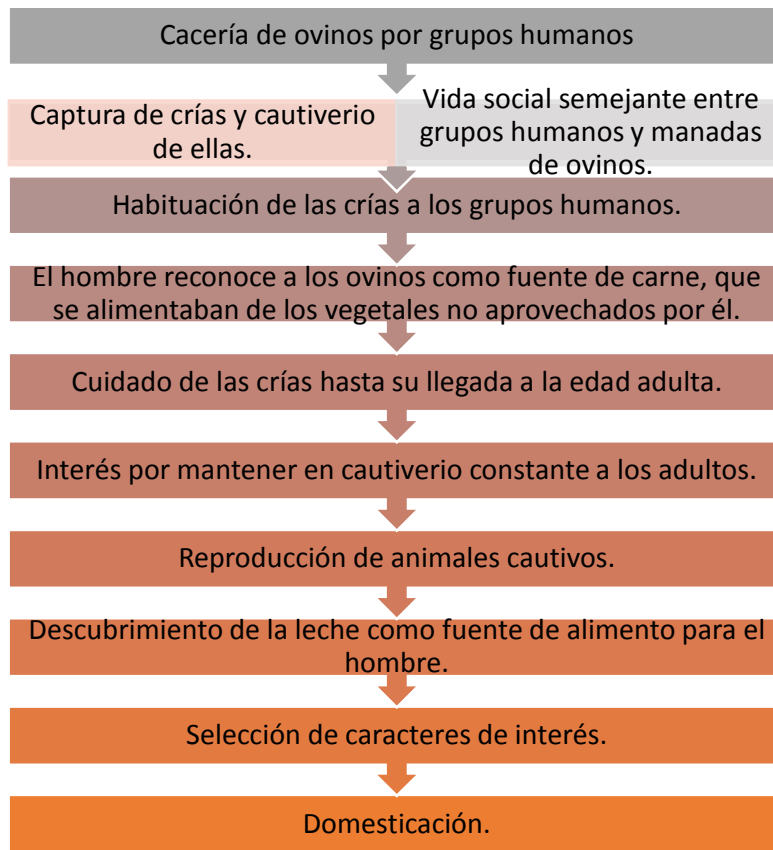 Cacería de ovinos por grupos humanos
Captura de crías y cautiverio
de ellas.
Vida social semejante entre
grupos humanos y manadas
de ovinos.
Habituación de las crías a los grupos humanos.
El hombre reconoce a los ovinos como fuente de carne, que
se alimentaban de los vegetales no aprovechados por él.
Cuidado de las crías hasta su llegada a la edad adulta.
Interés por mantener en cautiverio constante a los adultos.
Reproducción de animales cautivos.
Descubrimiento de la leche como fuente de alimento para el
hombre.
Selección de caracteres de interés.
Domesticación.